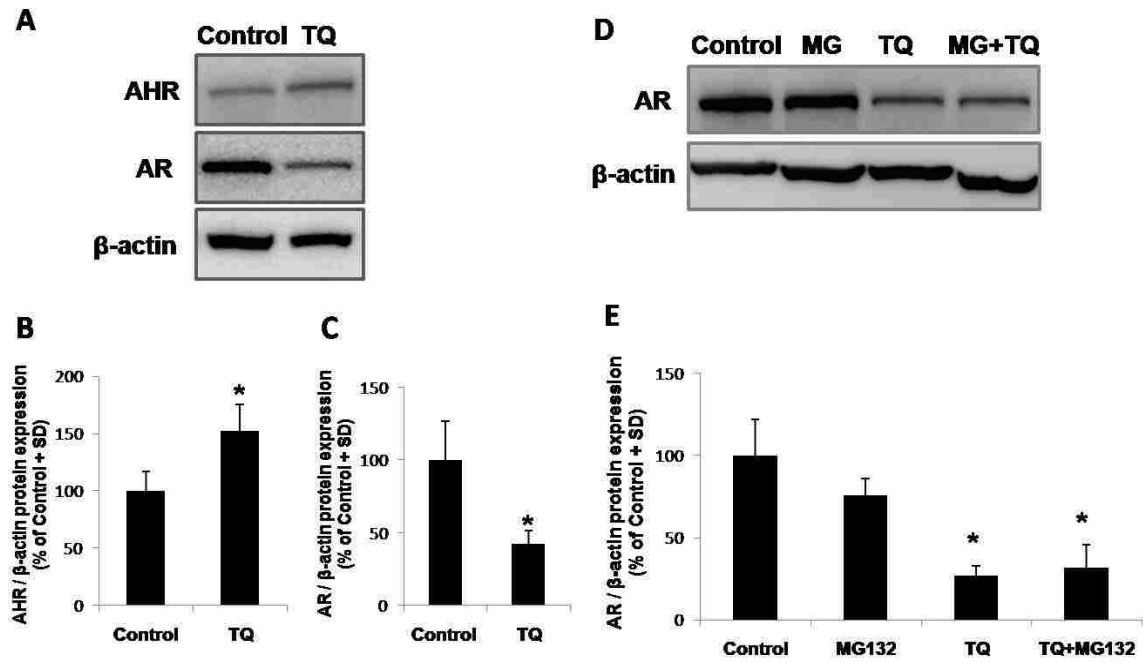 A
Control TQ
AHR
AR
β-actin
D
Control MG TQ MG+TQ
AR
β-actin
B
AHR / β-actin protein expression
(% of Control + SD)
200
150
100
50
0
*
Control TQ
C
AR / β-actin protein expression
(% of Control + SD)
150
100
50
0
*
Control TQ
E
AR / β-actin protein expression
(% of Control + SD)
150
100
50
0
* *
Control MG132 TQ TQ+MG132